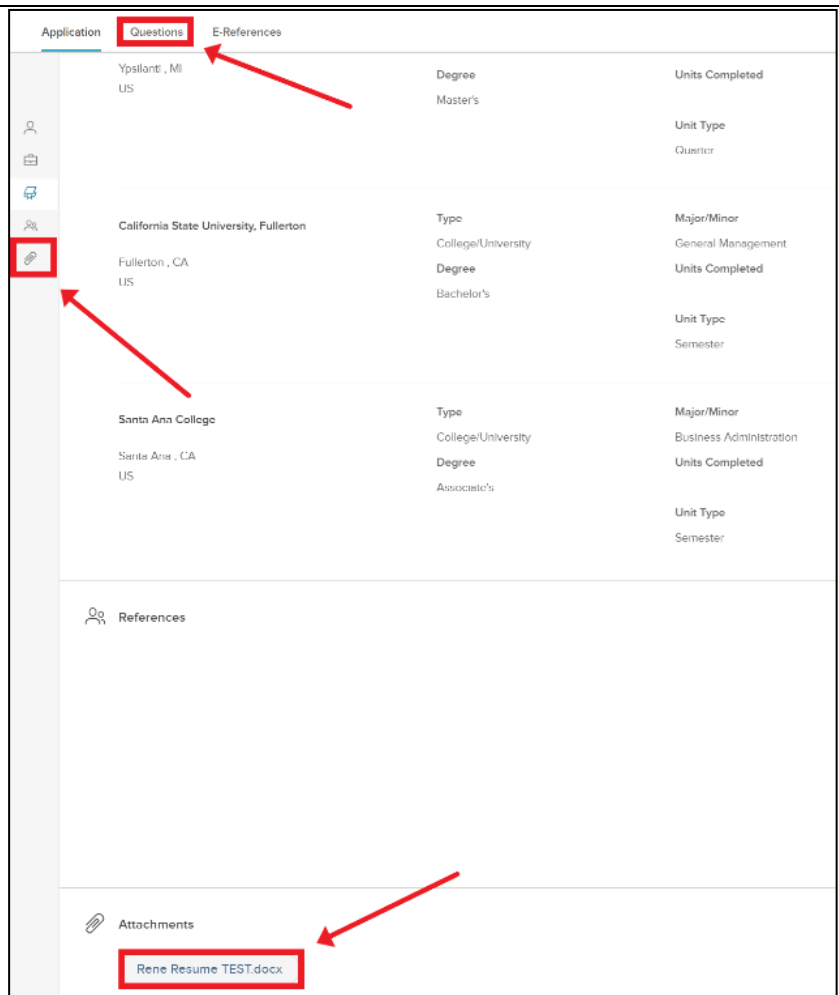 Application Questions E-References
Ypsilanti , MI
US
Degree
Master's
Units Completed
Unit Type
Quarter
California State University, Fullerton
Fullerton , CA
US
Type
College/University
Degree
Bachelor's
Major/Minor
General Management
Units Completed
Unit Type
Semester
Santa Ana College
Santa Ana , CA
US
Type
College/University
Degree
Associate's
Major/Minor
Business Administration
Units Completed
Unit Type
Semester
References
Attachments
Rene Resume TEST.docx